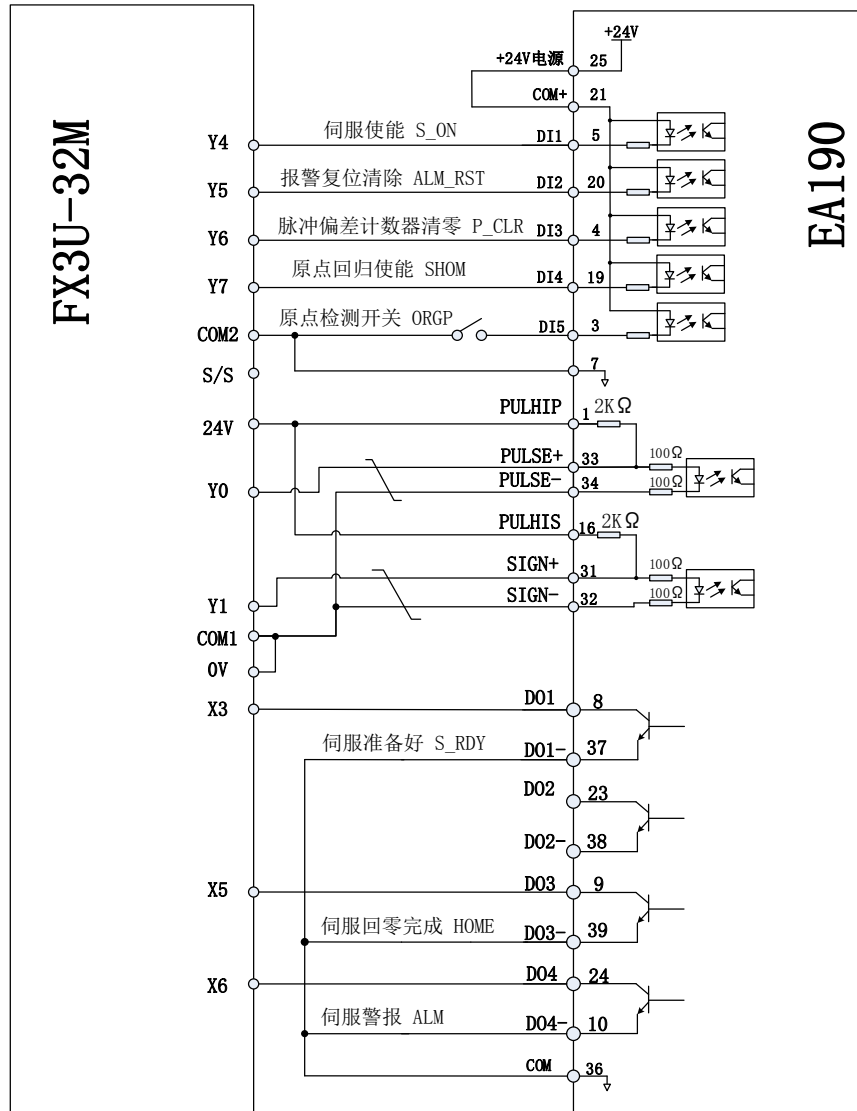 FX3U-32M
EA190
+24V
+24V电源 25
COM+ 21
Y4 伺服使能 S_ON DI1 5
Y5 报警复位清除 ALM_RST DI2 20
Y6 脉冲偏差计数器清零 P_CLR DI3 4
Y7 原点回归使能 SHOM DI4 19
COM2 原点检测开关 ORGP DI5 3
S/S 7
24V PULHIP 1 2KΩ
PULSE+ 33 100Ω
Y0 PULSE- 34 100Ω
PULHIS 16 2KΩ
SIGN+ 31 100Ω
Y1 SIGN- 32 100Ω
COM1
0V
X3 DO1 8
伺服准备好 S_RDY DO1- 37
DO2 23
DO2- 38
X5 DO3 9
伺服回零完成 HOME DO3- 39
X6 DO4 24
伺服警报 ALM DO4- 10
COM 36